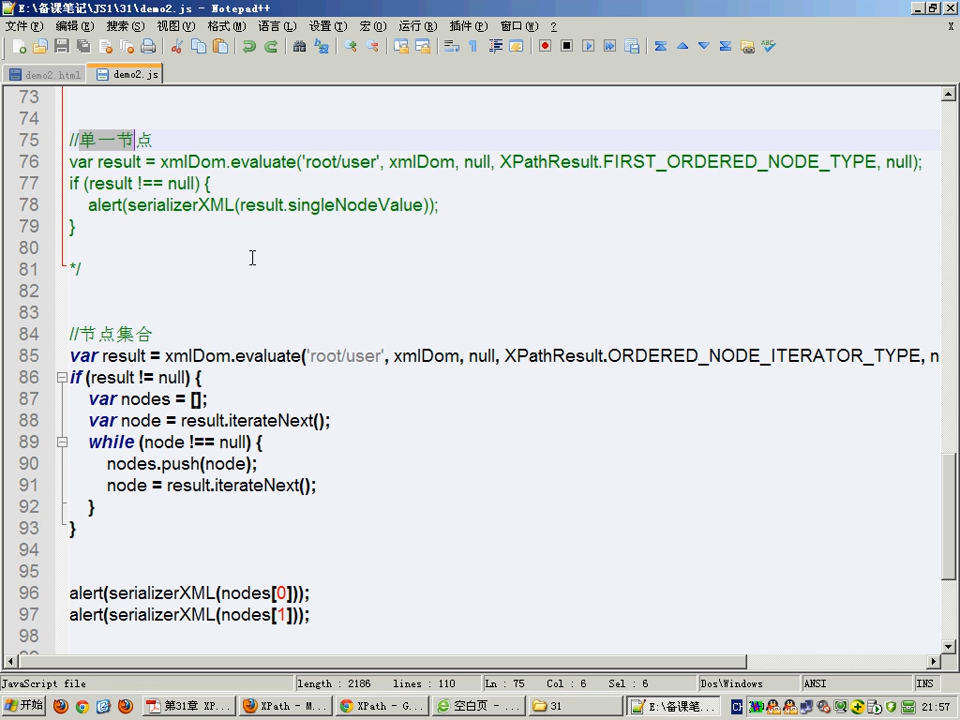 E:\备课笔记\JS1\31\demo2.js - Notepad++
文件(F) 编辑(E) 搜索(S) 视图(V) 格式(M) 语言(L) 设置(T) 宏(O) 运行(R) 插件(P) 窗口(W) ? X
demo2.html demo2.js
73
74
75 //单一节点
76 var result = xmlDom.evaluate('root/user', xmlDom, null, XPathResult.FIRST_ORDERED_NODE_TYPE, null);
77 if (result !== null) {
78 alert(serializerXML(result.singleNodeValue));
79 }
80
81 */
82
83
84 //节点集合
85 var result = xmlDom.evaluate('root/user', xmlDom, null, XPathResult.ORDERED_NODE_ITERATOR_TYPE, n
86 if (result != null) {
87 var nodes = [];
88 var node = result.iterateNext();
89 while (node !== null) {
90 nodes.push(node);
91 node = result.iterateNext();
92 }
93 }
94
95
96 alert(serializerXML(nodes[0]));
97 alert(serializerXML(nodes[1]));
98
JavaScript file length : 2186 lines : 110 Ln : 75 Col : 6 Sel : 6 Dos\Windows ANSI INS
开始 第31章 XP... XPath - M... XPath - G... 空白页 - ... 31 E:\备课笔... CH 21:57